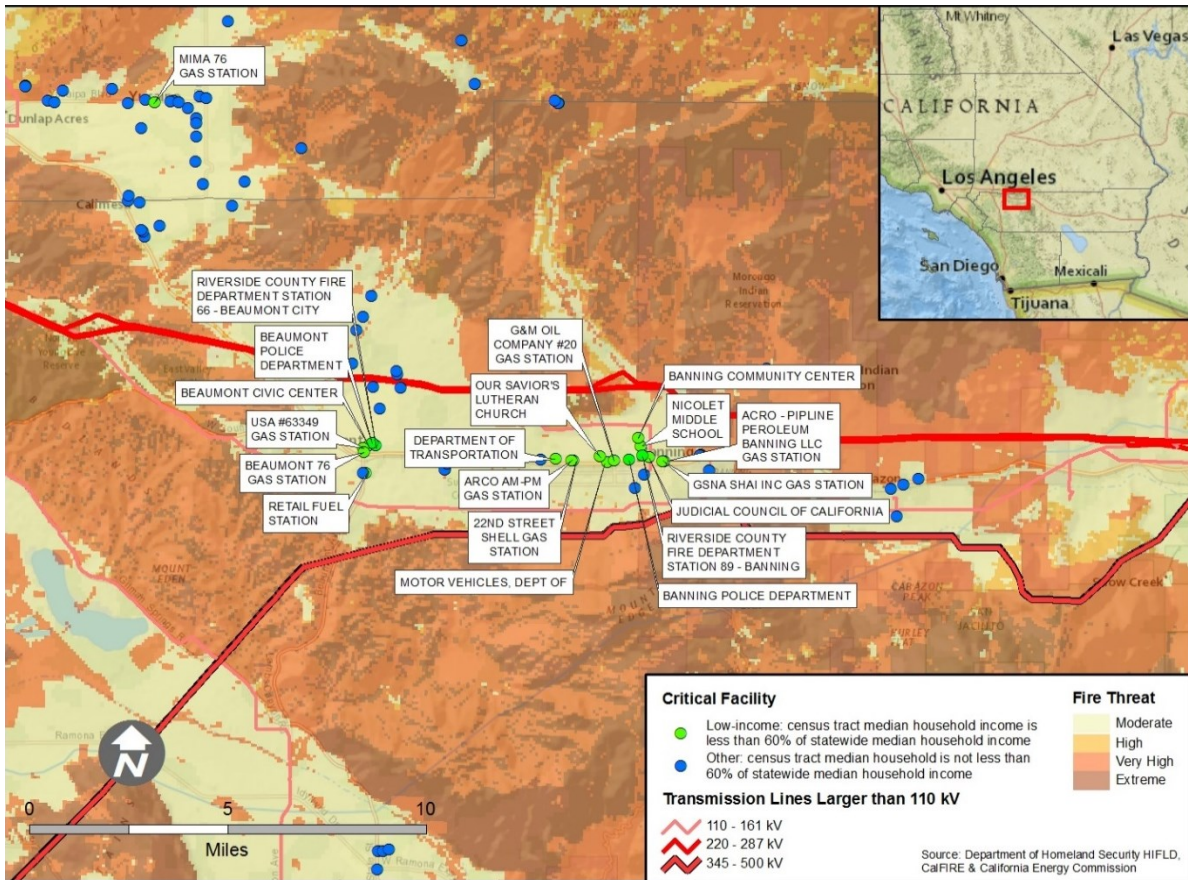 MIMA 76
GAS STATION
Dunlap Acres
Calimesa
RIVERSIDE COUNTY FIRE
DEPARTMENT STATION
66 - BEAUMONT CITY
BEAUMONT
POLICE
DEPARTMENT
BEAUMONT CIVIC CENTER
USA #63349
GAS STATION
BEAUMONT 76
GAS STATION
RETAIL FUEL
STATION
G&M OIL
COMPANY #20
GAS STATION
OUR SAVIOR'S
LUTHERAN
CHURCH
DEPARTMENT OF
TRANSPORTATION
ARCO AM-PM
GAS STATION
22ND STREET
SHELL GAS
STATION
MOTOR VEHICLES, DEPT OF
BANNING COMMUNITY CENTER
NICOLET
MIDDLE
SCHOOL
ACRO - PIPLINE
PEROLEUM
BANNING LLC
GAS STATION
GSNA SHAI INC GAS STATION
JUDICIAL COUNCIL OF CALIFORNIA
RIVERSIDE COUNTY
FIRE DEPARTMENT
STATION 89 - BANNING
BANNING POLICE DEPARTMENT
Morongo
Indian
Reservation
MOUNT
EDEN
CABAZON
PEAK
Snow Creek
Ramona
N
0 5 10
Miles
Mt Whitney
Las Vegas
CALIFORNIA
Los Angeles
San Diego
Mexicali
Tijuana
Critical Facility
Low-income: census tract median household income is
less than 60% of statewide median household income
Other: census tract median household is not less than
60% of statewide median household income
Transmission Lines Larger than 110 kV
110 - 161 kV
220 - 287 kV
345 - 500 kV
Fire Threat
Moderate
High
Very High
Extreme
Source: Department of Homeland Security HIFLD,
CalFIRE & California Energy Commission